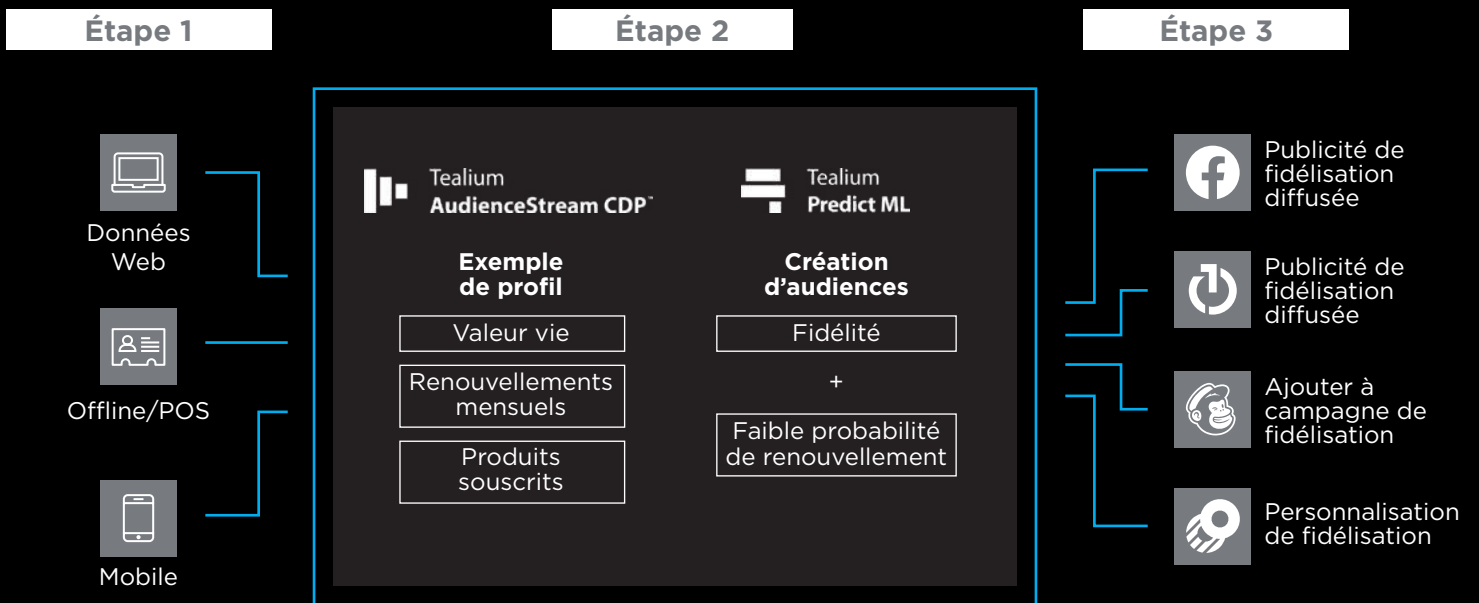 Étape 1
Étape 2
Étape 3
Données
Web
Offline/POS
Mobile
Tealium
AudienceStream CDP™
Exemple
de profil
Valeur vie
Renouvellements
mensuels
Produits
souscrits
Tealium
Predict ML
Création
d'audiences
Fidélité
+
Faible probabilité
de renouvellement
Publicité de
fidélisation
diffusée
Publicité de
fidélisation
diffusée
Ajouter à
campagne de
fidélisation
Personnalisation
de fidélisation